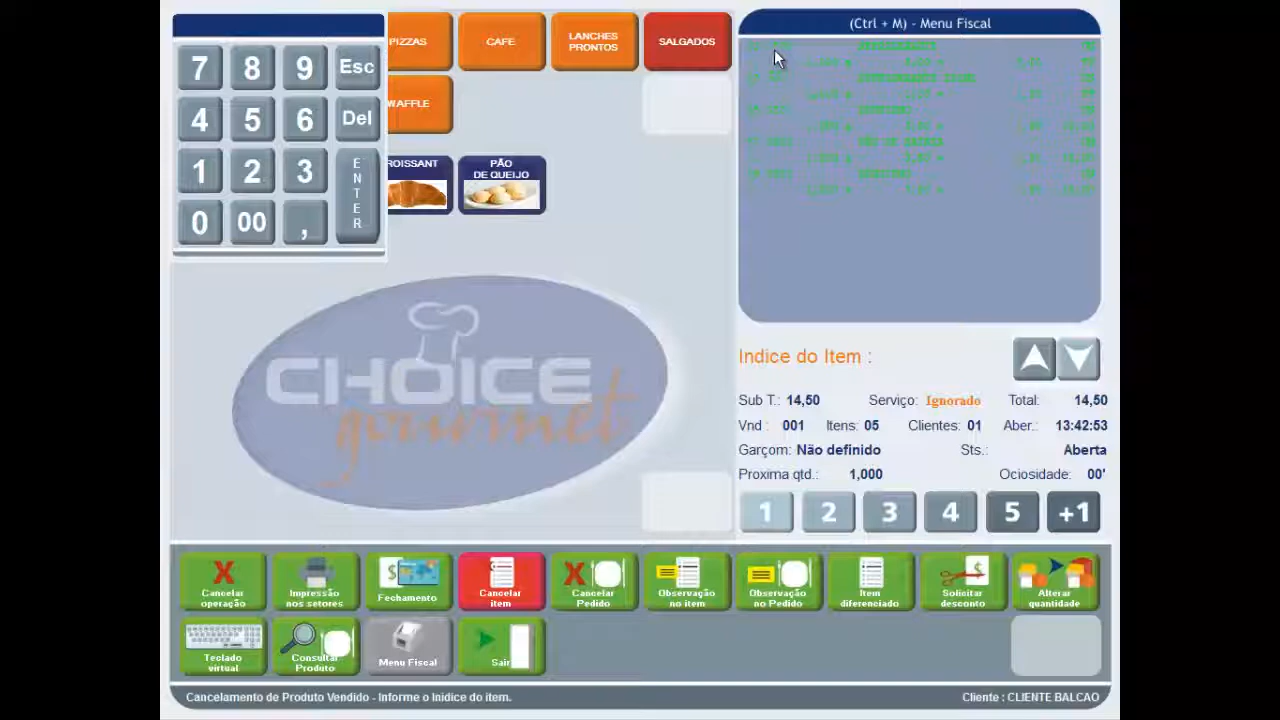 PIZZAS
CAFE
LANCHES
PRONTOS
SALGADOS
(Ctrl + M) - Menu Fiscal
7 8 9 Esc
4 5 6 Del
1 2 3
0 00 ,
ENTER
WAFFLE
ROISSANT
PÃO
DE QUEIJO
CHOICE
gourmet
Indice do Item :
Sub T.: 14,50 Serviço: Ignorado Total: 14,50
Vnd : 001 Itens: 05 Clientes: 01 Aber.: 13:42:53
Garçom: Não definido Sts.: Aberta
Proxima qtd.: 1,000 Ociosidade: 00'
1 2 3 4 5 +1
Cancelar
operação
Impressão
nos setores
Fechamento
Cancelar
item
Cancelar
Pedido
Observação
no item
Observação
no Pedido
Item
diferenciado
Solicitar
desconto
Alterar
quantidade
Teclado
virtual
Consultar
Produto
Menu Fiscal
Sair
Cancelamento de Produto Vendido - Informe o Inidice do item.
Cliente : CLIENTE BALCAO